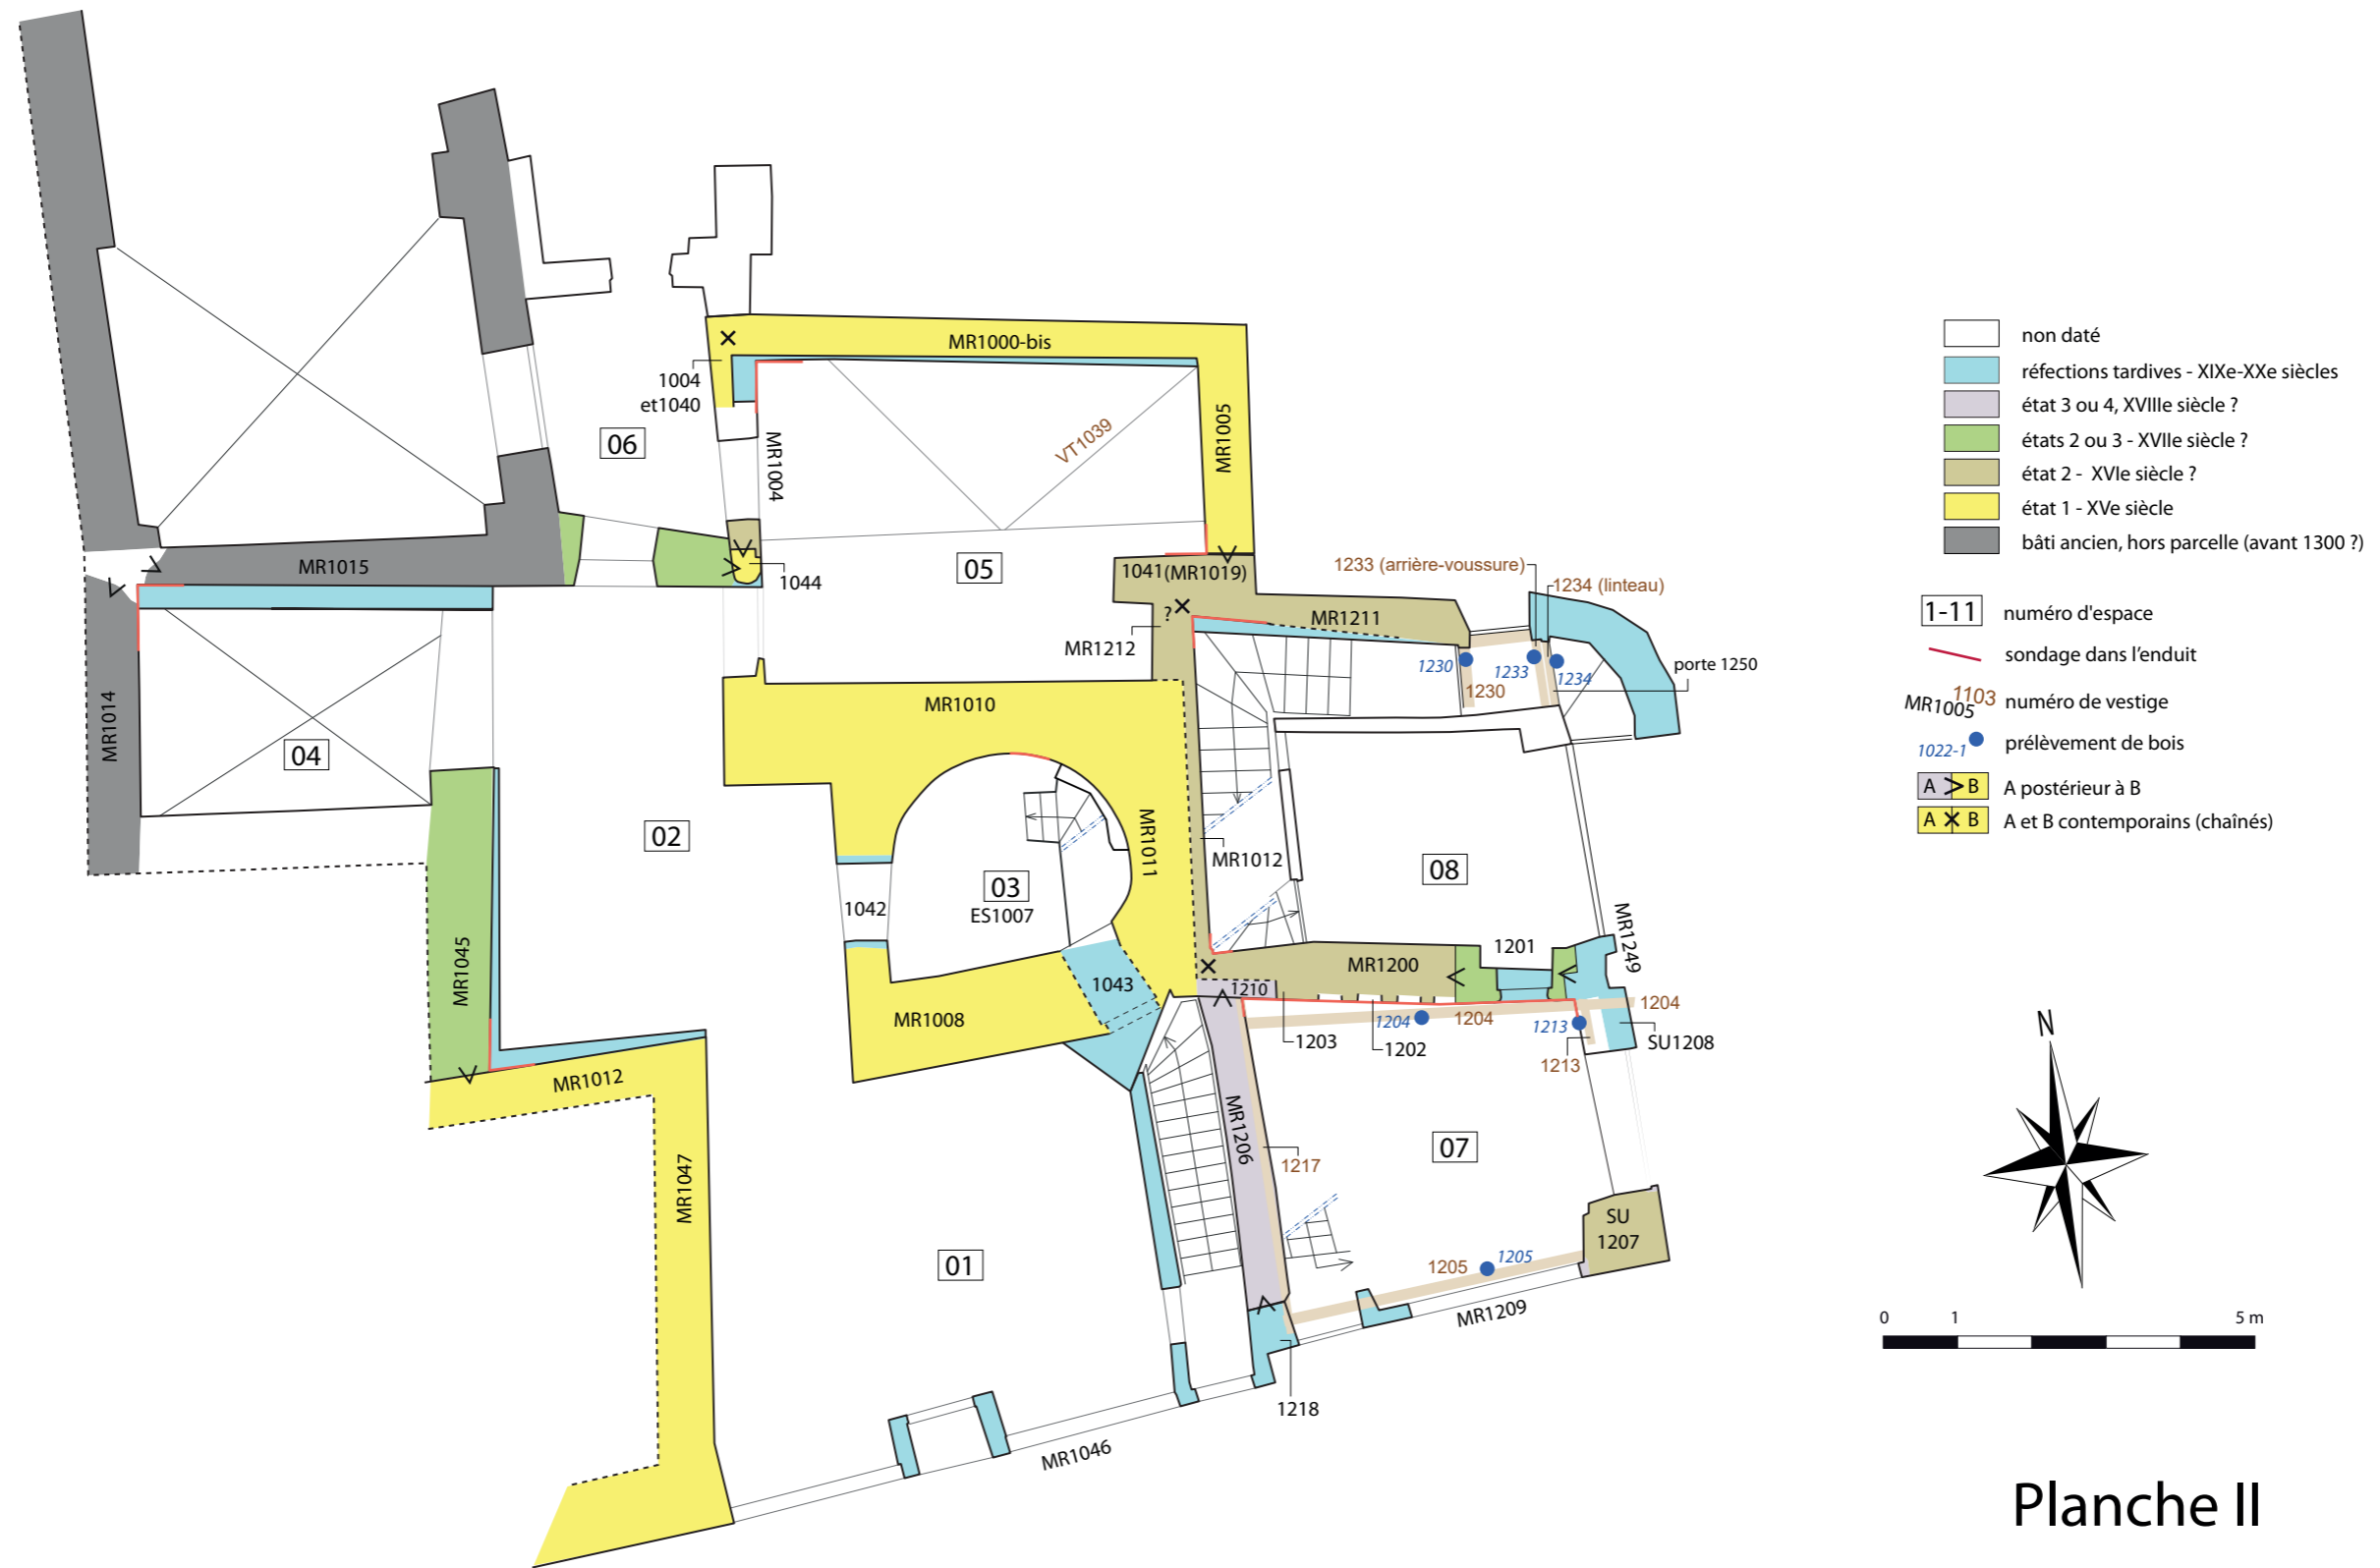 MR1000-bis
1004
et1040
06
MR1004
VT1039
MR1005
MR1015
1044
05
1041(MR1019)
?
MR1212
MR1211
1233 (arrière-voussure)
1234 (linteau)
1230
1233
1234
1230
porte 1250
MR1014
04
MR1010
02
1042
03
ES1007
MR1011
MR1012
08
MR1249
MR1045
MR1008
1043
1210
MR1200
1201
1204
1204
1204
1203
1202
1213
1213
SU1208
MR1012
MR1047
MR1206
1217
07
SU
1207
01
1205
1205
MR1209
1218
MR1046
non daté
réfections tardives - XIXe-XXe siècles
état 3 ou 4, XVIIIe siècle ?
états 2 ou 3 - XVIIe siècle ?
état 2 - XVIe siècle ?
état 1 - XVe siècle
bâti ancien, hors parcelle (avant 1300 ?)
1-11 numéro d'espace
sondage dans l'enduit
MR1005 1103 numéro de vestige
1022-1 prélèvement de bois
A > B A postérieur à B
A X B A et B contemporains (chaînés)
N
0 1 5 m
Planche II